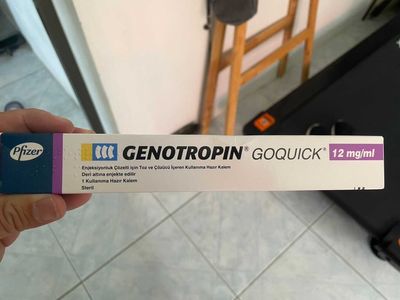 Pfizer
GENOTROPIN® GOQUICK® 12 mg/ml
Enjeksiyonluk Çözelti için Toz ve Çözücü İçeren Kullanıma Hazır Kalem
Deri altına enjekte edilir
1 Kullanıma Hazır Kalem
Steril